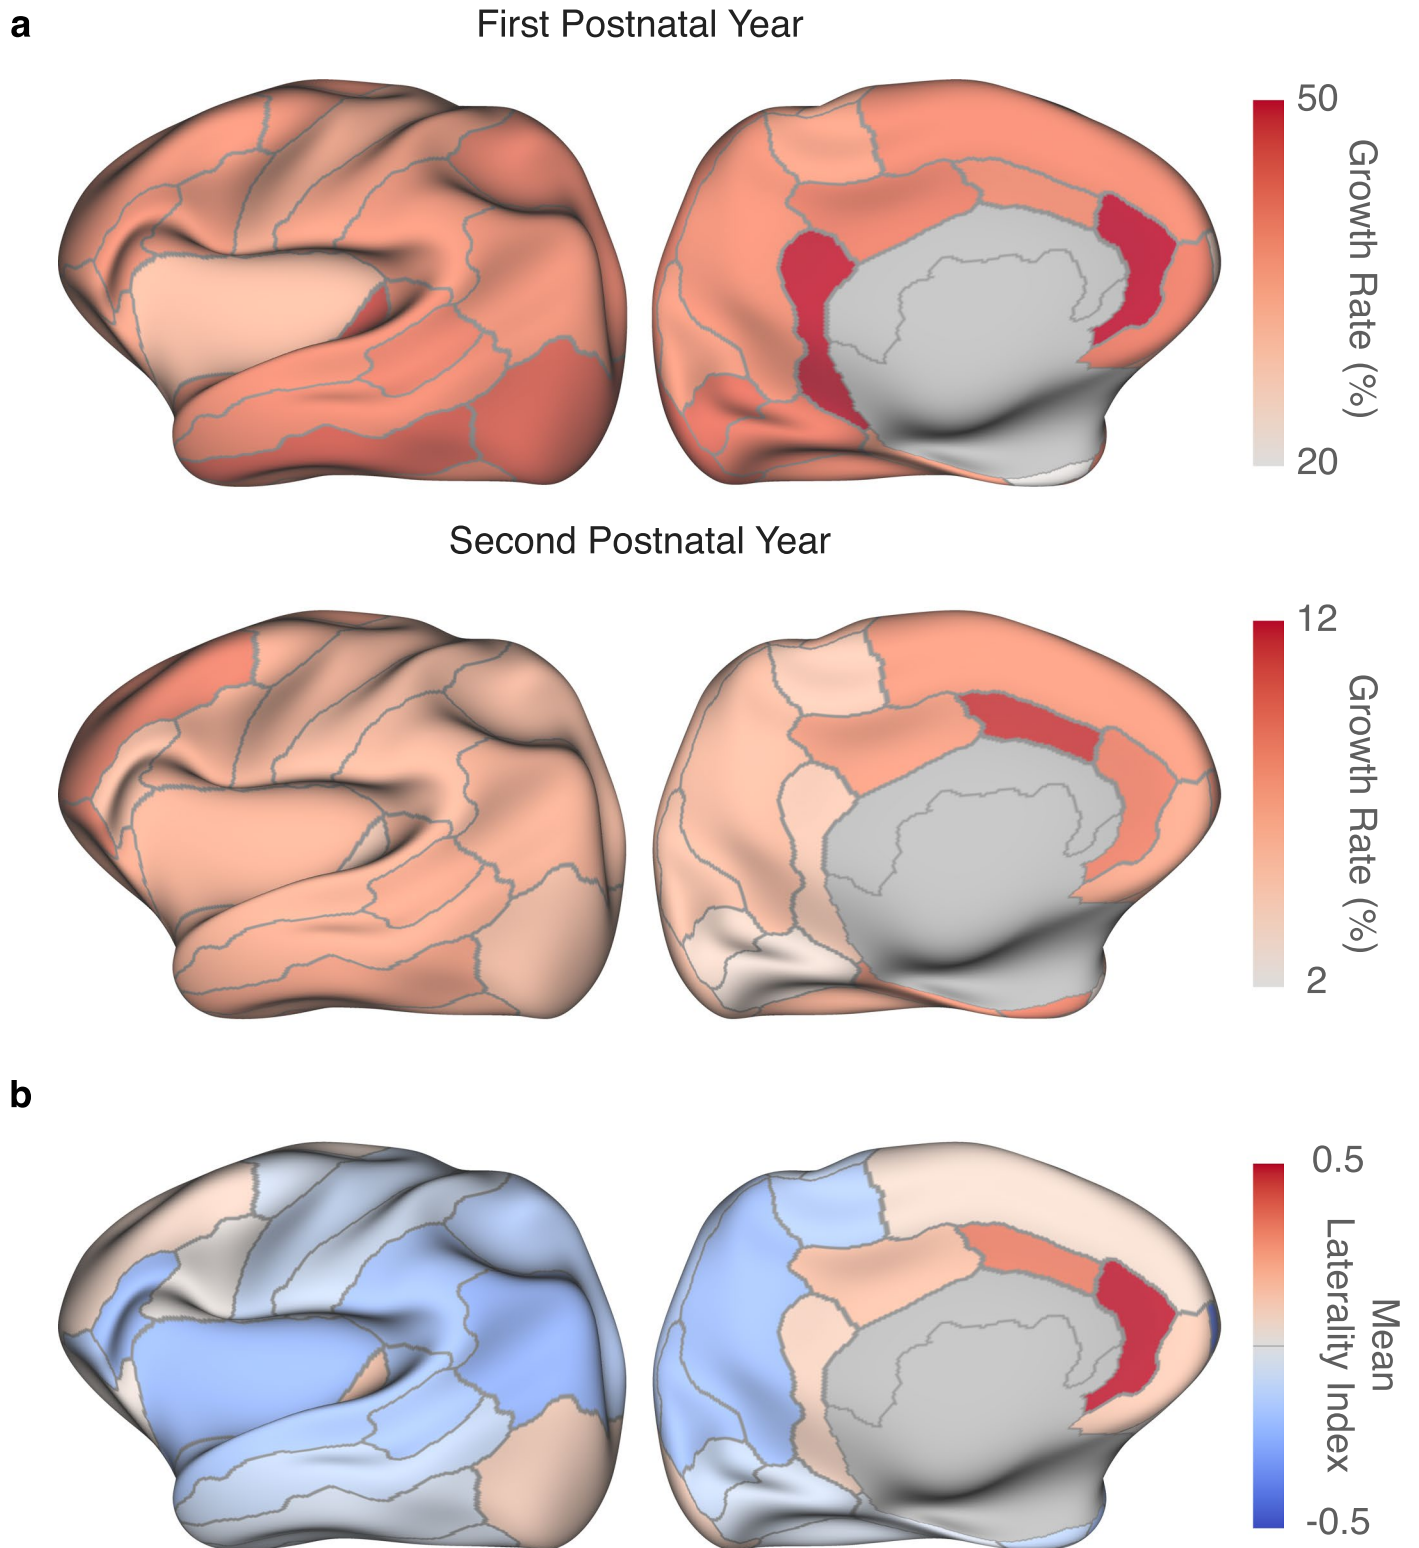 a
First Postnatal Year
50
Growth Rate (%)
20
Second Postnatal Year
12
Growth Rate (%)
2
b
0.5
Mean
Laterality Index
-0.5